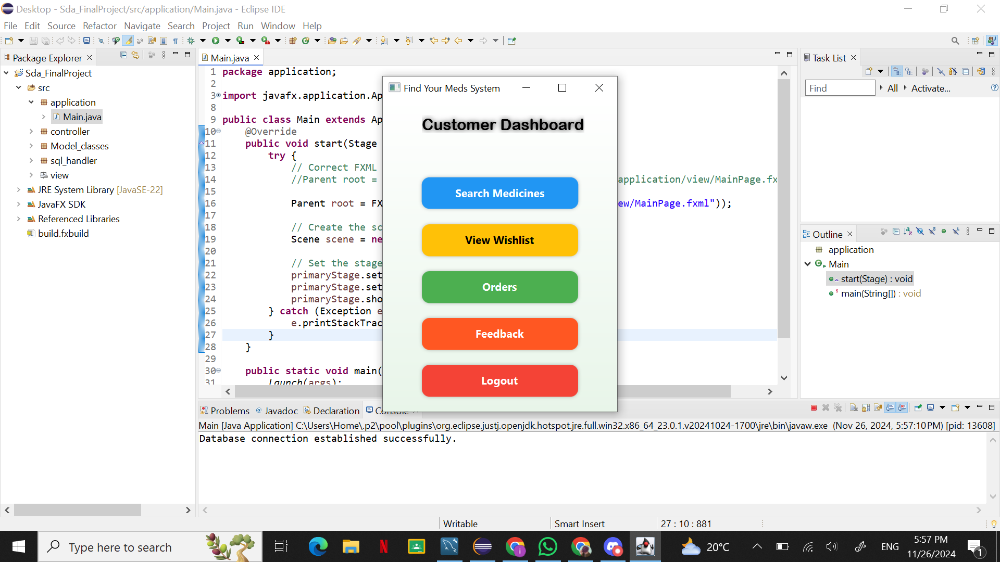 Desktop - Sda_FinalProject/src/application/Main.java - Eclipse IDE
File Edit Source Refactor Navigate Search Project Run Window Help
Package Explorer
Sda_FinalProject
src
application
Main.java
controller
Model_classes
sql_handler
view
JRE System Library [JavaSE-22]
JavaFX SDK
Referenced Libraries
build.fxbuild
Main.java
1 package application;
2
3 import javafx.application.Ap
8
9 public class Main extends Ap
10 @Override
11 public void start(Stage
12 try {
13 // Correct FXML
14 //Parent root = application/view/MainPage.fx
15
16 Parent root = FX ew/MainPage.fxml"));
17
18 // Create the sc
19 Scene scene = ne
20
21 // Set the stage
22 primaryStage.set
23 primaryStage.set
24 primaryStage.sho
25 } catch (Exception e
26 e.printStackTrac
27 }
28 }
29
30 public static void main(
31 launch(args);
Find Your Meds System
Customer Dashboard
Search Medicines
View Wishlist
Orders
Feedback
Logout
Task List
Find All Activate...
Outline
application
Main
start(Stage) : void
main(String[]) : void
Problems @ Javadoc Declaration Console
Main [Java Application] C:\Users\Home\.p2\pool\plugins\org.eclipse.justj.openjdk.hotspot.jre.full.win32.x86_64_23.0.1.v20241024-1700\jre\bin\javaw.exe (Nov 26, 2024, 5:57:10 PM) [pid: 13608]
Database connection established successfully.
Writable Smart Insert 27 : 10 : 881
Type here to search
20°C
ENG
5:57 PM
11/26/2024
1